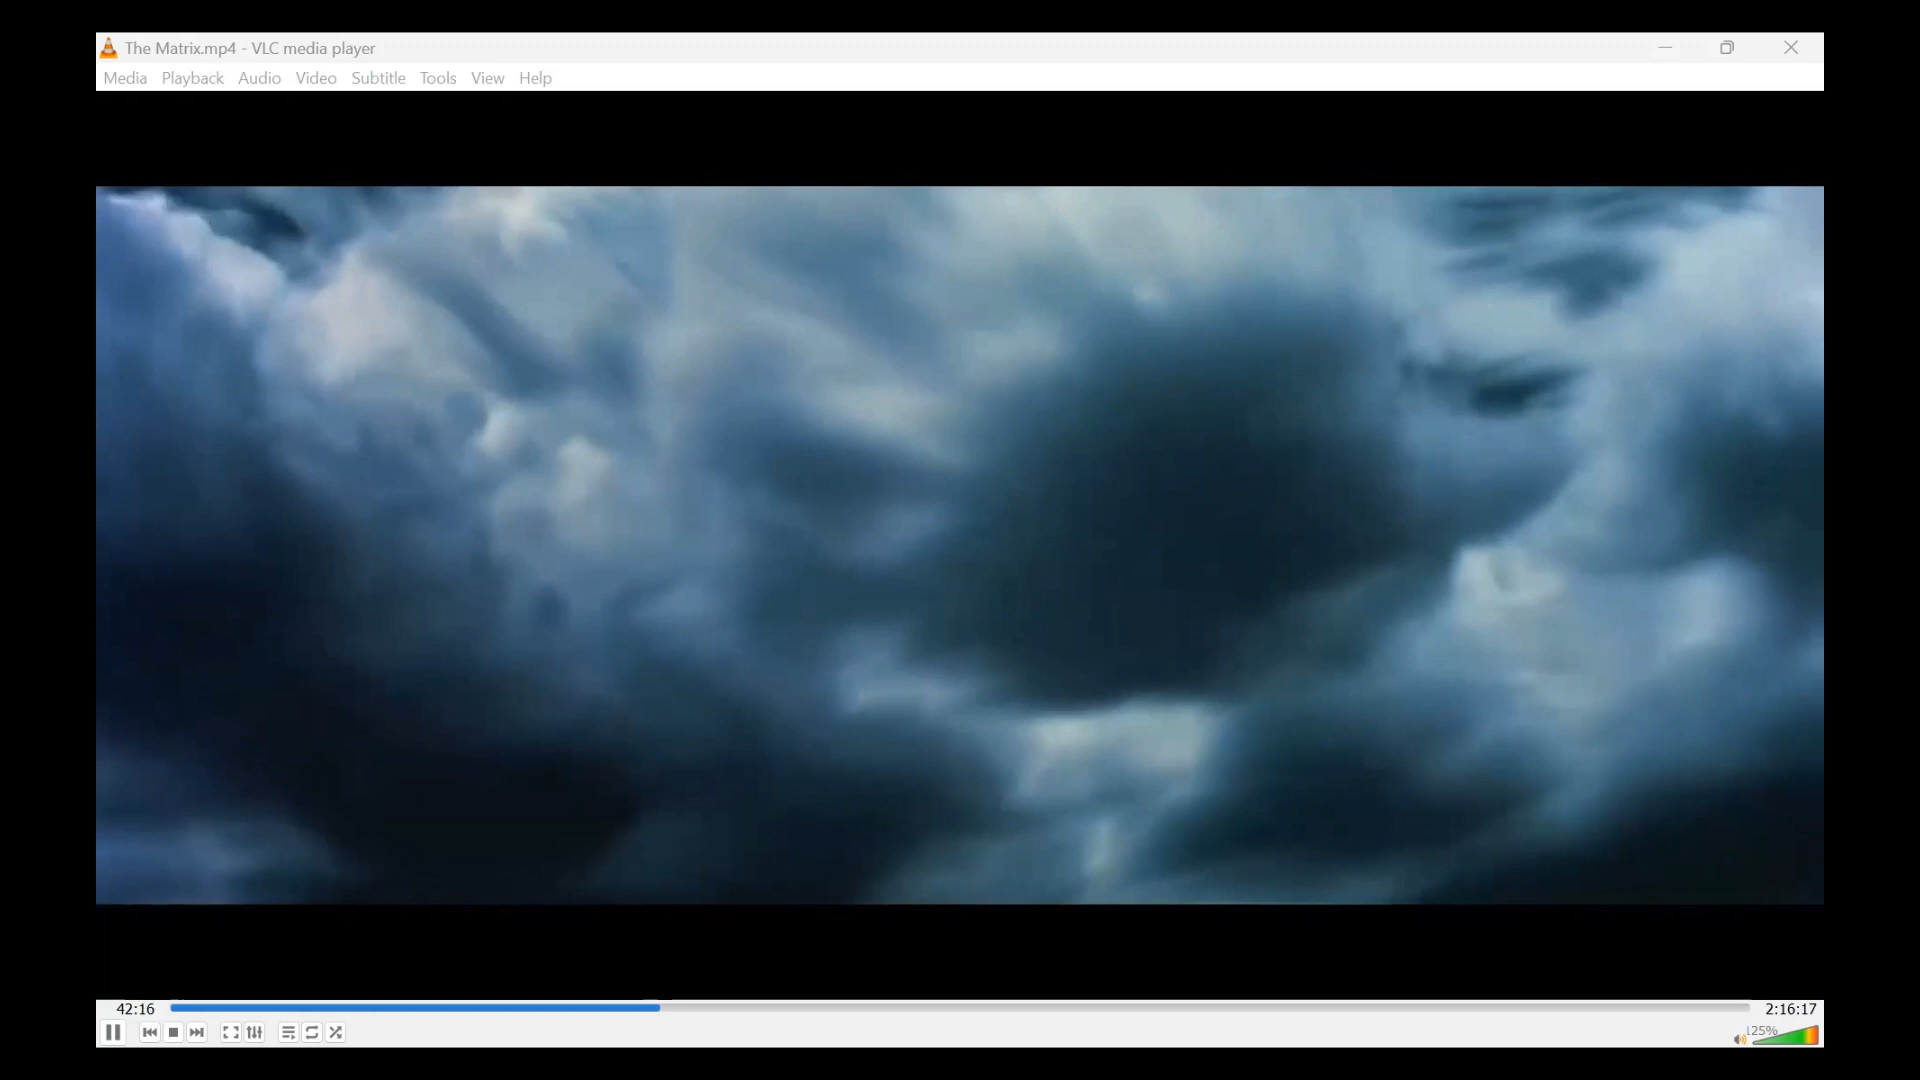 The Matrix.mp4 - VLC media player
Media Playback Audio Video Subtitle Tools View Help
42:16 2:16:17
125%